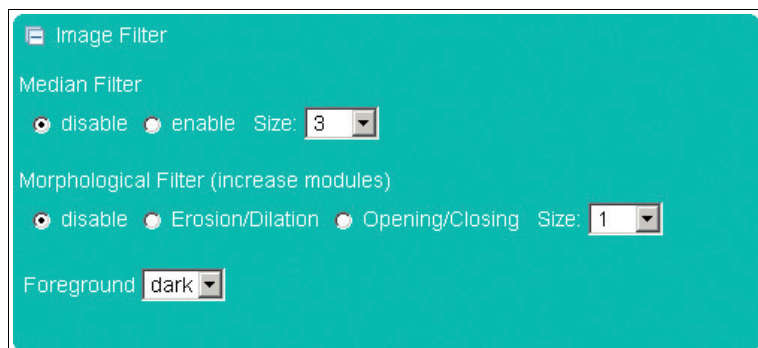 Image Filter
Median Filter
disable enable Size: 3
Morphological Filter (increase modules)
disable Erosion/Dilation Opening/Closing Size: 1
Foreground dark